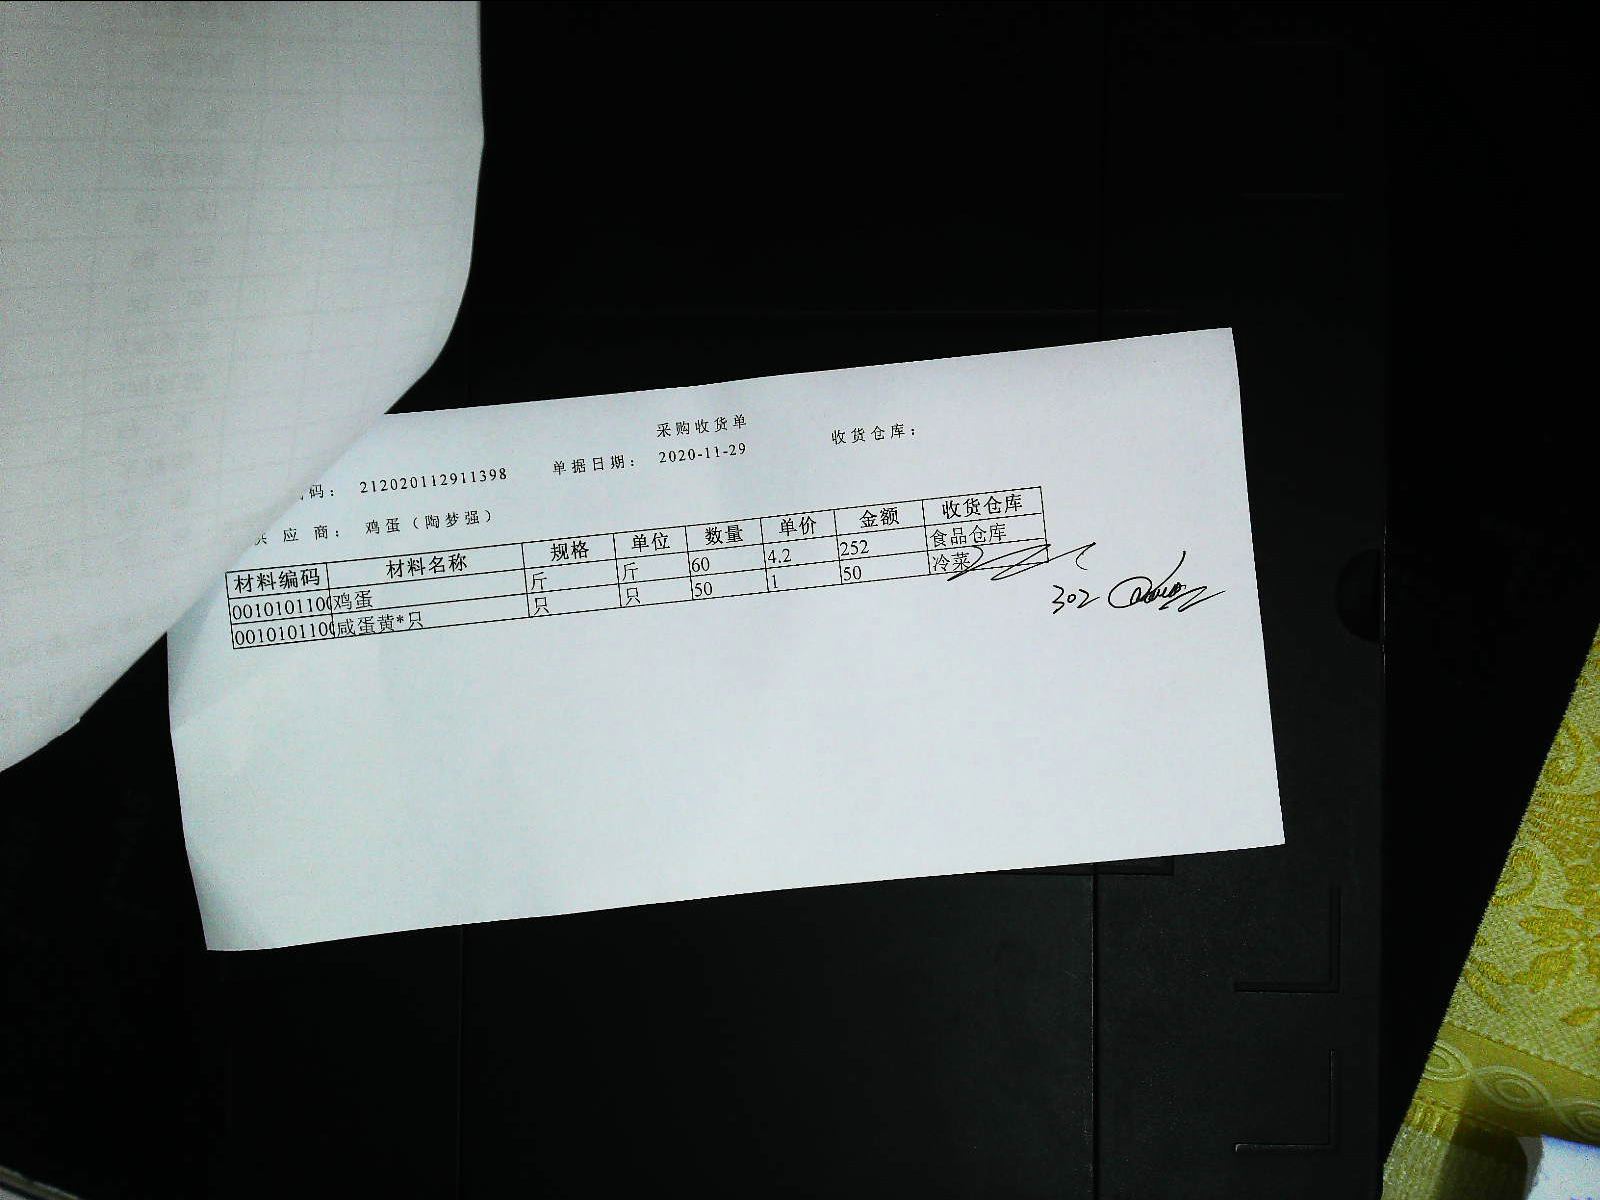 采购收货单
码： 212020112911398 单据日期： 2020-11-29 收货仓库：
供应商： 鸡蛋（陶梦强）
材料编码 材料名称 规格 单位 数量 单价 金额 收货仓库
0010101100 鸡蛋 斤 斤 60 4.2 252 食品仓库
0010101100 咸蛋黄*只 只 只 50 1 50 冷菜
302